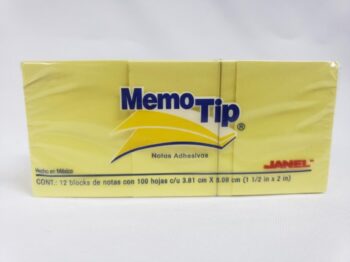 Memo Tip®
Notas Adhesivas
Hecho en México
JANEL™
CONT.: 12 blocks de notas con 100 hojas c/u 3.81 cm X 5.08 cm (1 1/2 in x 2 in)